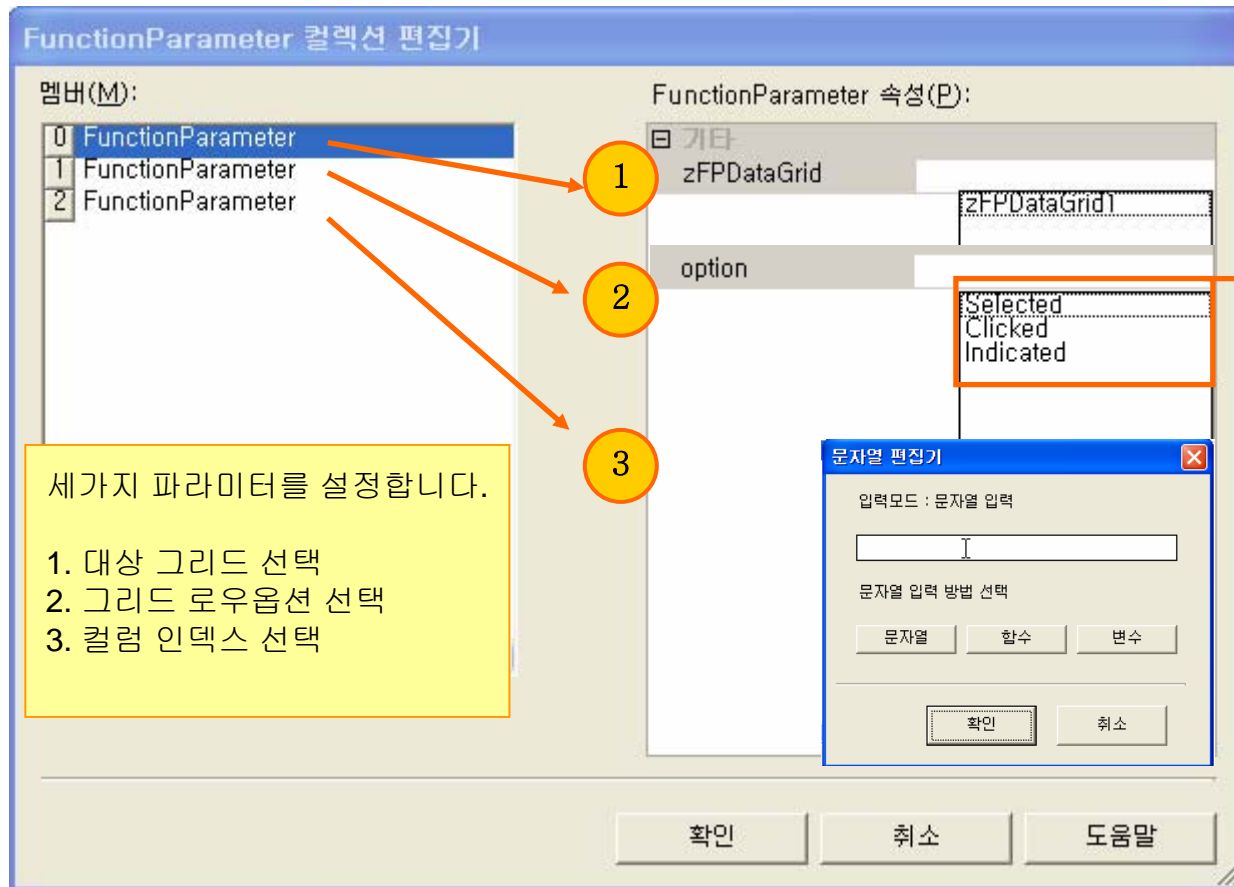 FunctionParameter 컬렉션 편집기
멤버(M):
0 FunctionParameter
1 FunctionParameter
2 FunctionParameter
FunctionParameter 속성(P):
기타
1
zFPDataGrid
zFPDataGrid1
option
2
Selected
Clicked
Indicated
3
세가지 파라미터를 설정합니다.
1. 대상 그리드 선택
2. 그리드 로우옵션 선택
3. 컬럼 인덱스 선택
문자열 편집기
입력모드 : 문자열 입력
문자열 입력 방법 선택
문자열 함수 변수
확인 취소
확인 취소 도움말